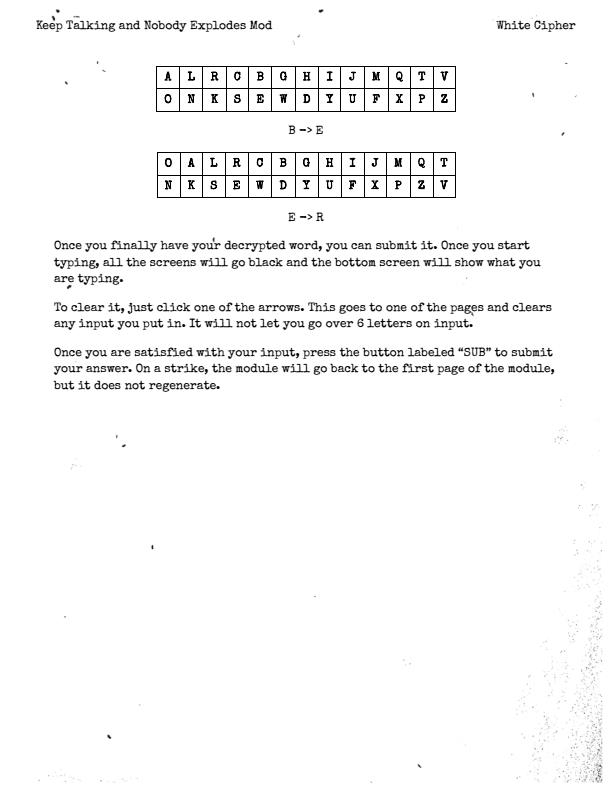 Keep Talking and Nobody Explodes Mod White Cipher
A L R C B G H I J M Q T V
O N K S E W D Y U F X P Z
B -> E
O A L R C B G H I J M Q T
N K S E W D Y U F X P Z V
E -> R
Once you finally have your decrypted word, you can submit it. Once you start
typing, all the screens will go black and the bottom screen will show what you
are typing.
To clear it, just click one of the arrows. This goes to one of the pages and clears
any input you put in. It will not let you go over 6 letters on input.
Once you are satisfied with your input, press the button labeled “SUB” to submit
your answer. On a strike, the module will go back to the first page of the module,
but it does not regenerate.